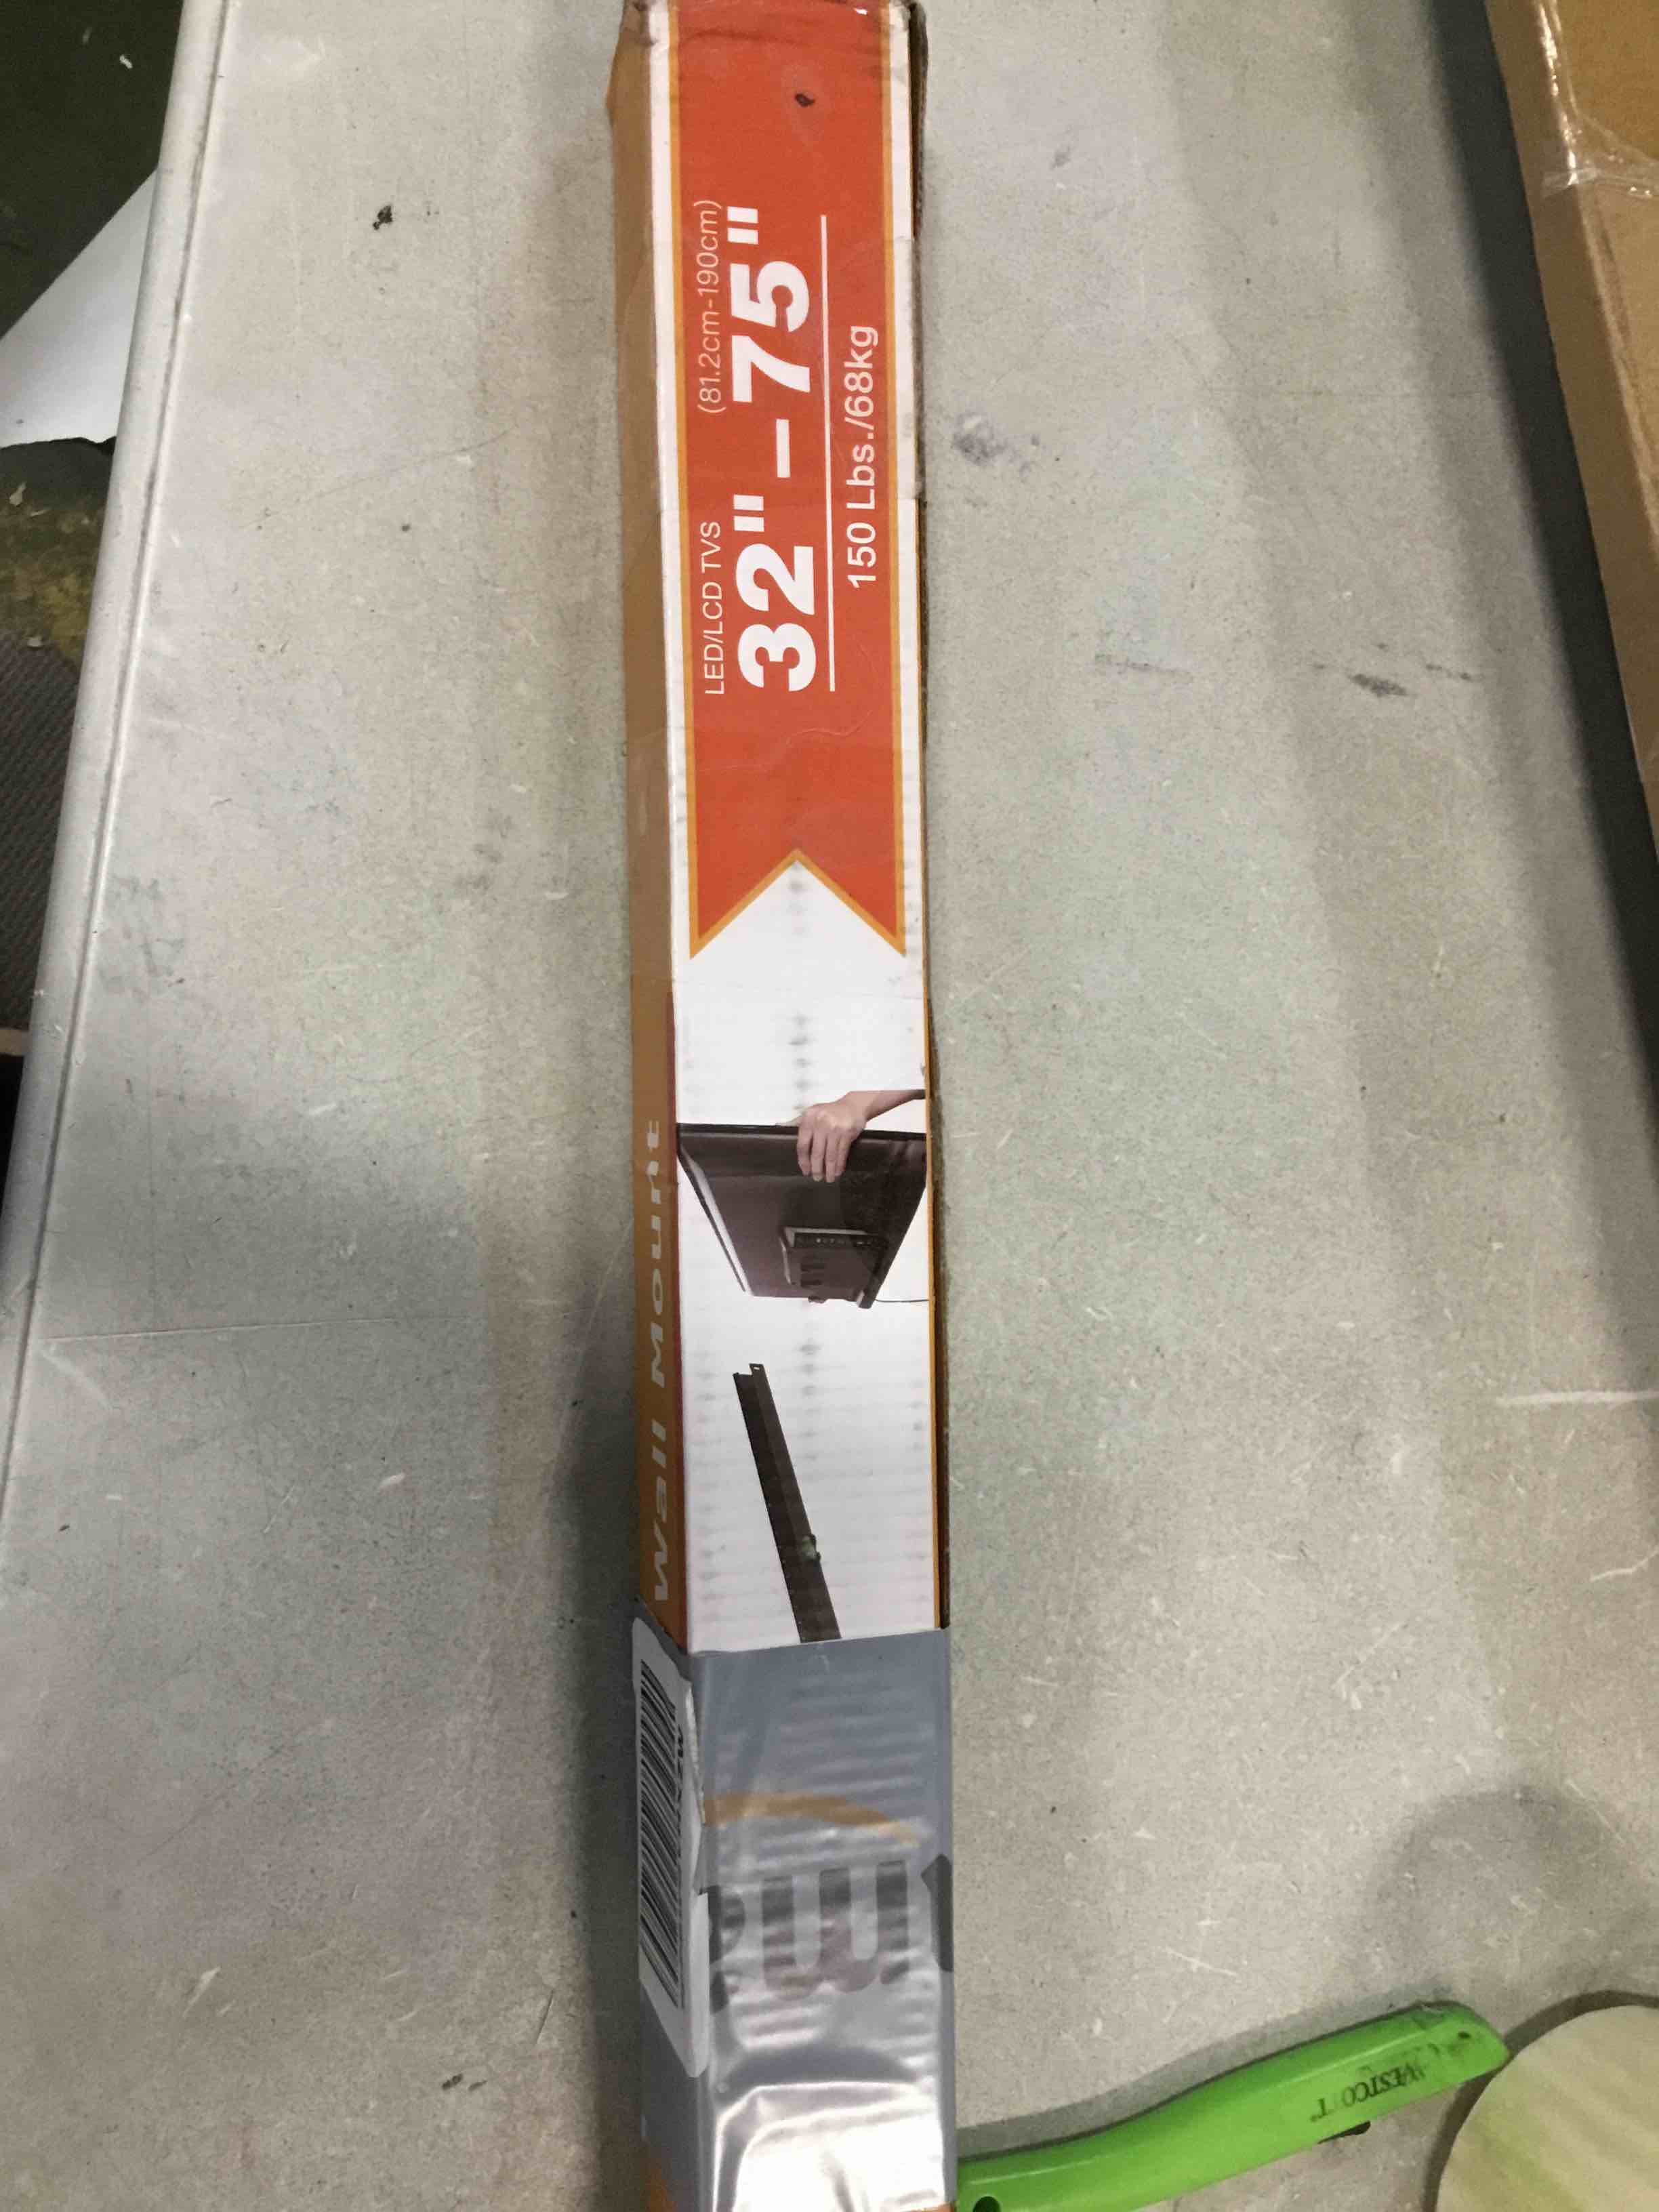 LED/LCD TVS (81.2cm-190cm)
32"-75"
150 Lbs./68kg
Wall Mount
WESTCOTT